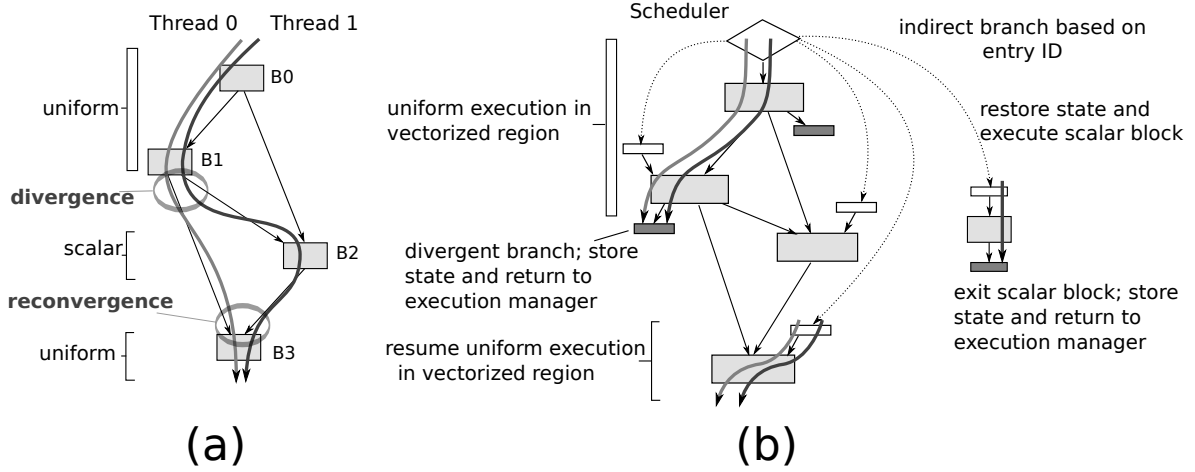 Thread 0
Thread 1
B0
uniform
B1
divergence
scalar
B2
reconvergence
uniform
B3
(a)
Scheduler
indirect branch based on
entry ID
uniform execution in
vectorized region
restore state and
execute scalar block
divergent branch; store
state and return to
execution manager
exit scalar block; store
state and return to
execution manager
resume uniform execution
in vectorized region
(b)